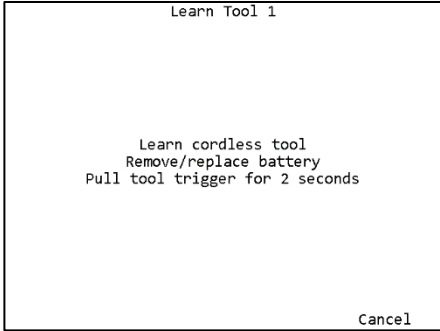 Learn Tool 1
Learn cordless tool
Remove/replace battery
Pull tool trigger for 2 seconds
Cancel